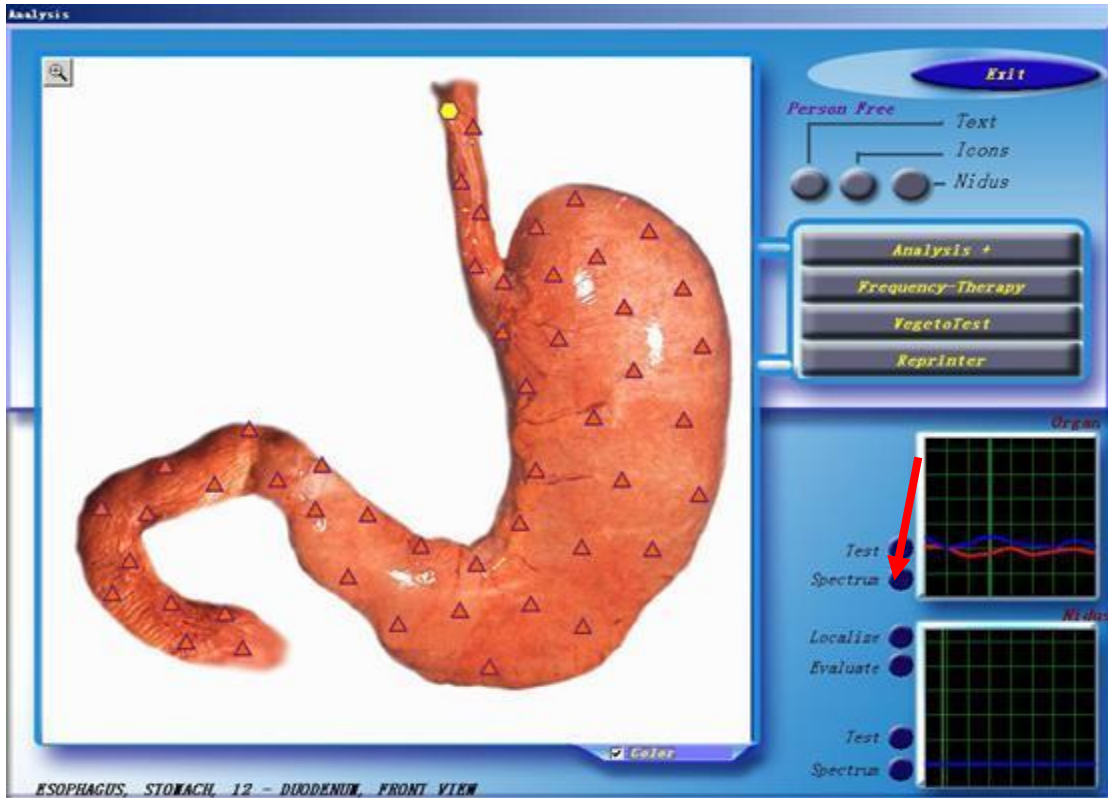 Analysis
Exit
Person Free
Text
Icons
Nidus
Analysis +
Frequency-Therapy
VegetoTest
Reprinter
Organ
Test
Spectrum
Nidus
Localize
Evaluate
Test
Spectrum
Color
ESOPHAGUS, STOMACH, 12 - DUODENUM, FRONT VIEW